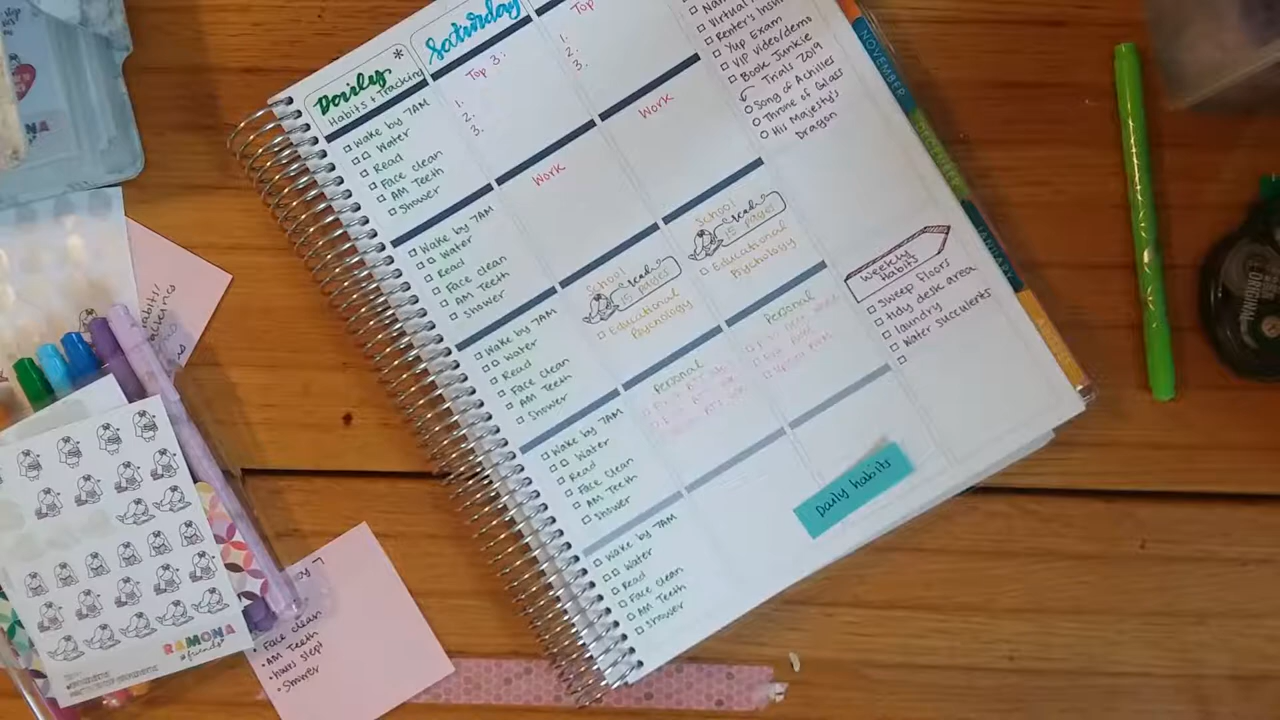 Daily
Habits + Tracking
*
□ Wake by 7AM
□□ Water
□ Read
□ Face clean
□ AM Teeth
□ Shower
□ Wake by 7AM
□□ Water
□ Read
□ Face clean
□ AM Teeth
□ Shower
□ Wake by 7AM
□□ Water
□ Read
□ Face clean
□ AM Teeth
□ Shower
□ Wake by 7AM
□□ Water
□ Read
□ Face clean
□ AM Teeth
□ Shower
□ Wake by 7AM
□□ Water
□ Read
□ Face clean
□ AM Teeth
□ Shower
Saturday
Top 3:
1.
2.
3.
Work
School
Read
15 pages
□ Educational
Psychology
Personal
Top
1.
2.
3.
Work
School
Read
15 pages
□ Educational
Psychology
Personal
Daily habits
□ Virtual
□ Renter's Insu
□ Yup Exam
□ VIP video/demo
□ Book Junkie
Trials 2019
○ Song of Achilles
○ Throne of Glass
○ His Majesty's
Dragon
Weekly
Habits
□ Sweep floors
□ tidy desk area
□ laundry
□ Water succulents
□
NOVEMBER
DECEMBER
JANUARY
ORIGINAL
RAMONA
& friends
• Face clean
• AM Teeth
• Shower